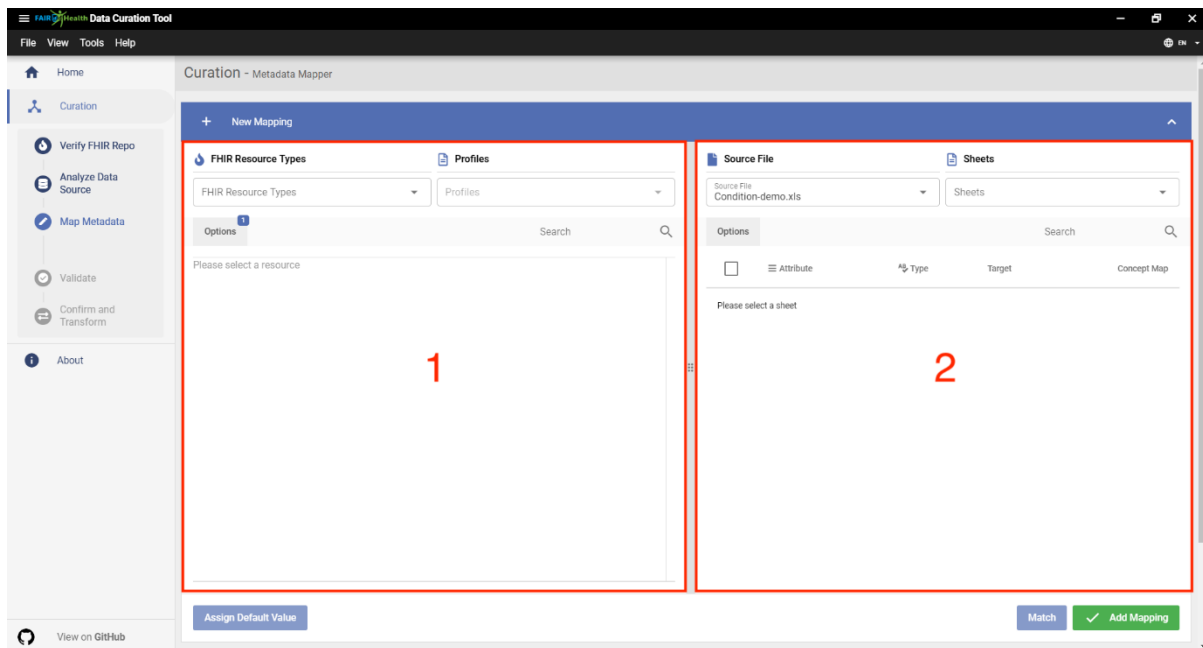 FAIR4Health Data Curation Tool
File View Tools Help
EN
Home
Curation
Verify FHIR Repo
Analyze Data
Source
Map Metadata
Validate
Confirm and
Transform
About
View on GitHub
Curation - Metadata Mapper
+ New Mapping
FHIR Resource Types
Profiles
FHIR Resource Types
Profiles
Options
1
Search
Please select a resource
1
Source File
Sheets
Source File
Condition-demo.xls
Sheets
Options
Search
Attribute
Type
Target
Concept Map
Please select a sheet
2
Assign Default Value
Match
Add Mapping